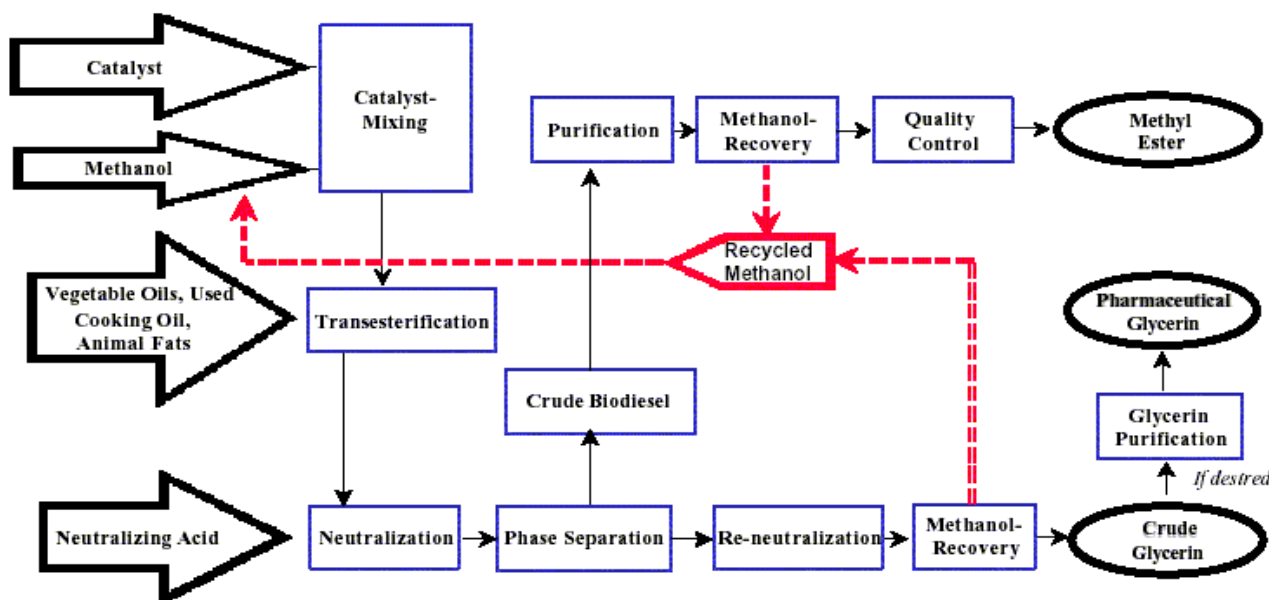 Catalyst
Catalyst-
Mixing
Methanol
Purification
Methanol-
Recovery
Quality
Control
Methyl
Ester
Recycled
Methanol
Vegetable Oils, Used
Cooking Oil,
Animal Fats
Transesterification
Pharmaceutical
Glycerin
Crude Biodiesel
Glycerin
Purification
If desired
Neutralizing Acid
Neutralization
Phase Separation
Re-neutralization
Methanol-
Recovery
Crude
Glycerin